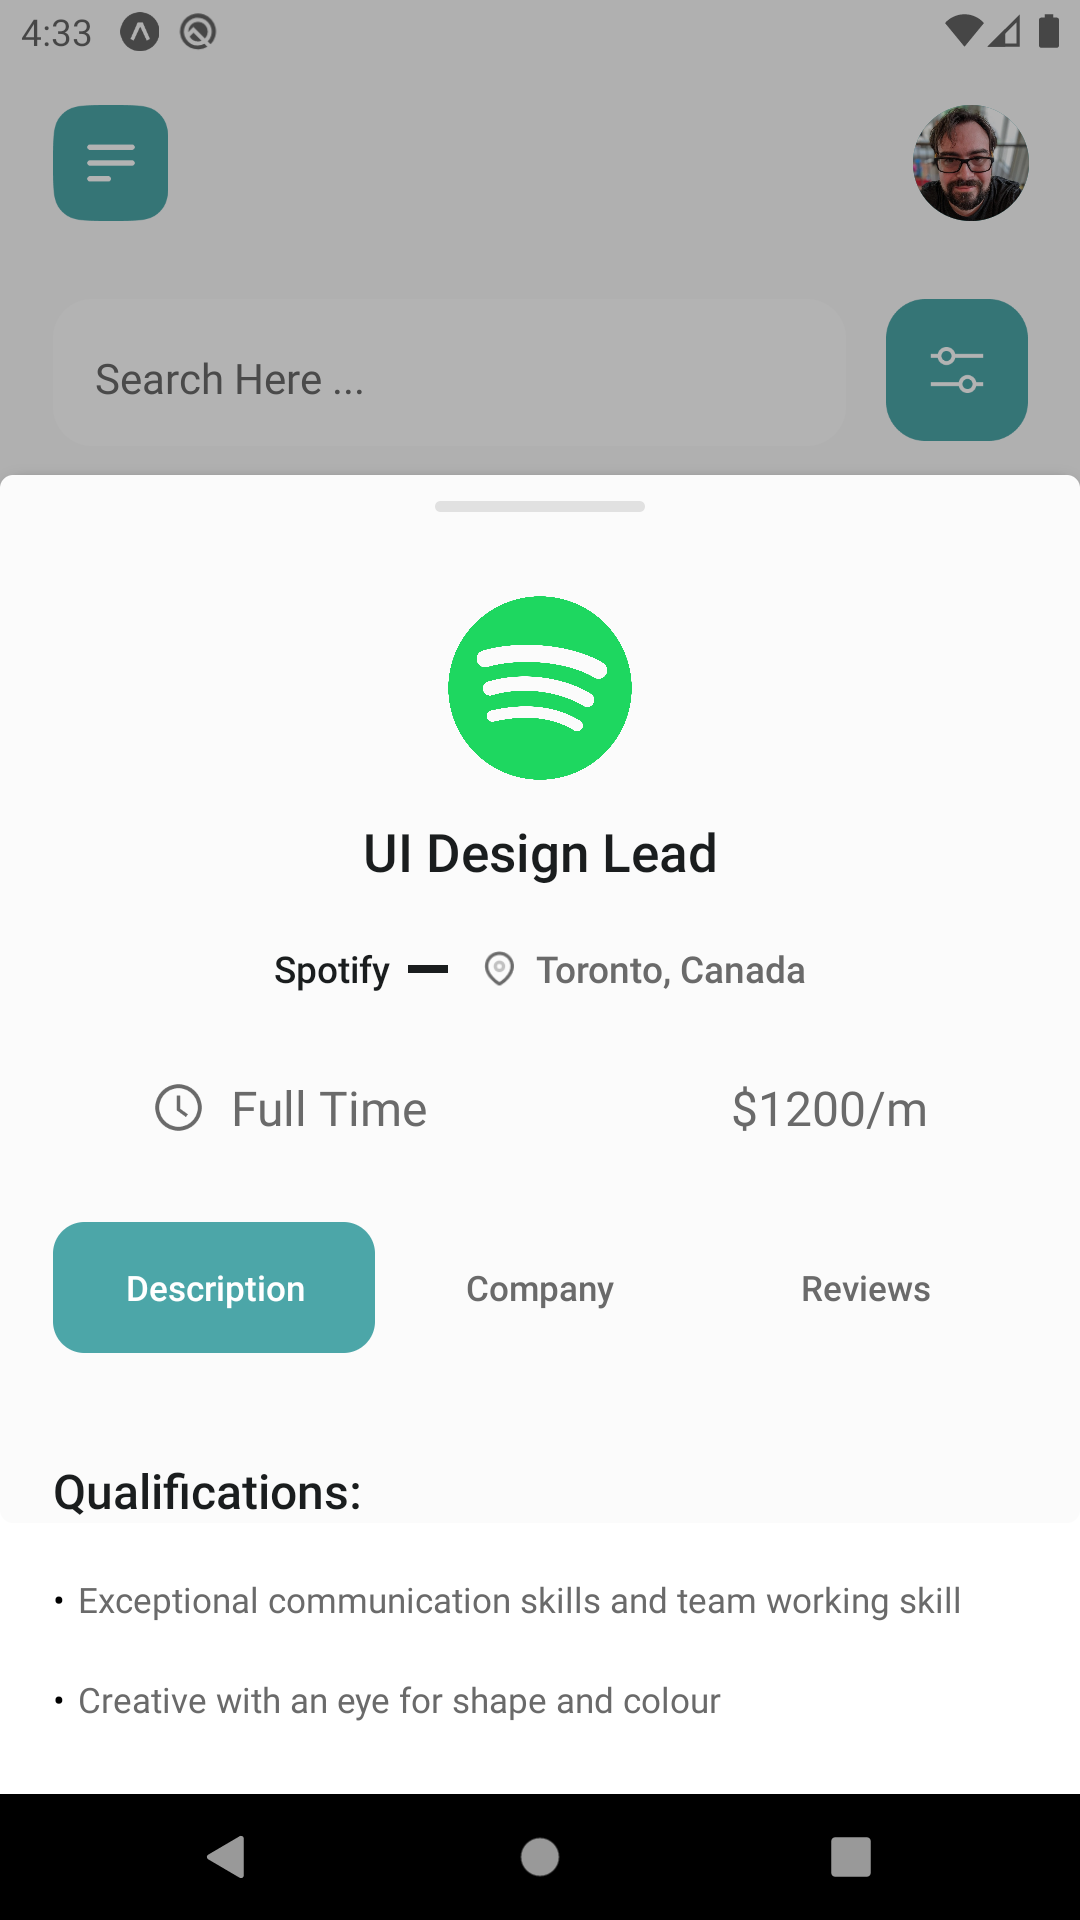 4:33
Search Here ...
UI Design Lead
Spotify
Toronto, Canada
Full Time
$1200/m
Description
Company
Reviews
Qualifications:
• Exceptional communication skills and team working skill
• Creative with an eye for shape and colour